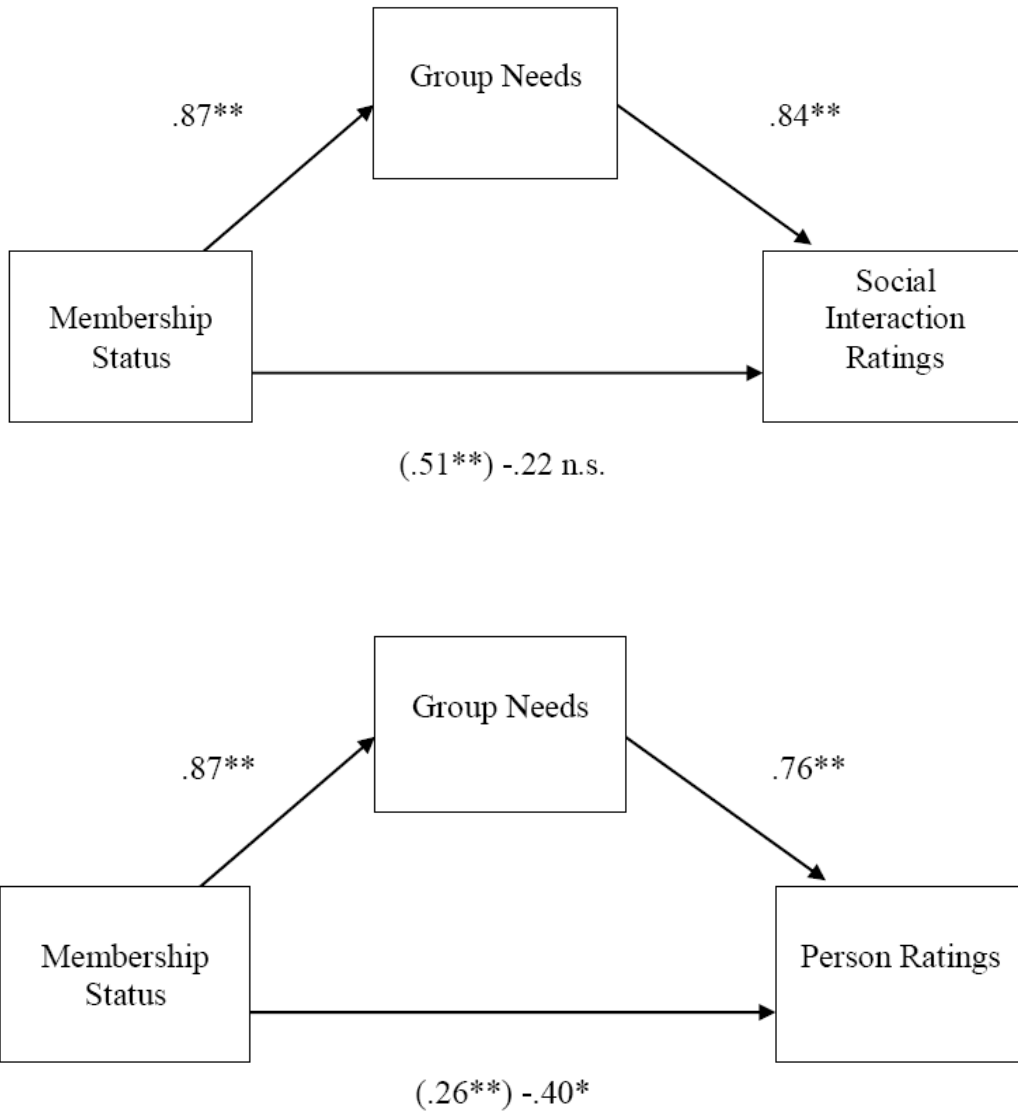 Group Needs
.87**
.84**
Membership
Status
Social
Interaction
Ratings
(.51**) -.22 n.s.
Group Needs
.87**
.76**
Membership
Status
Person Ratings
(.26**) -.40*